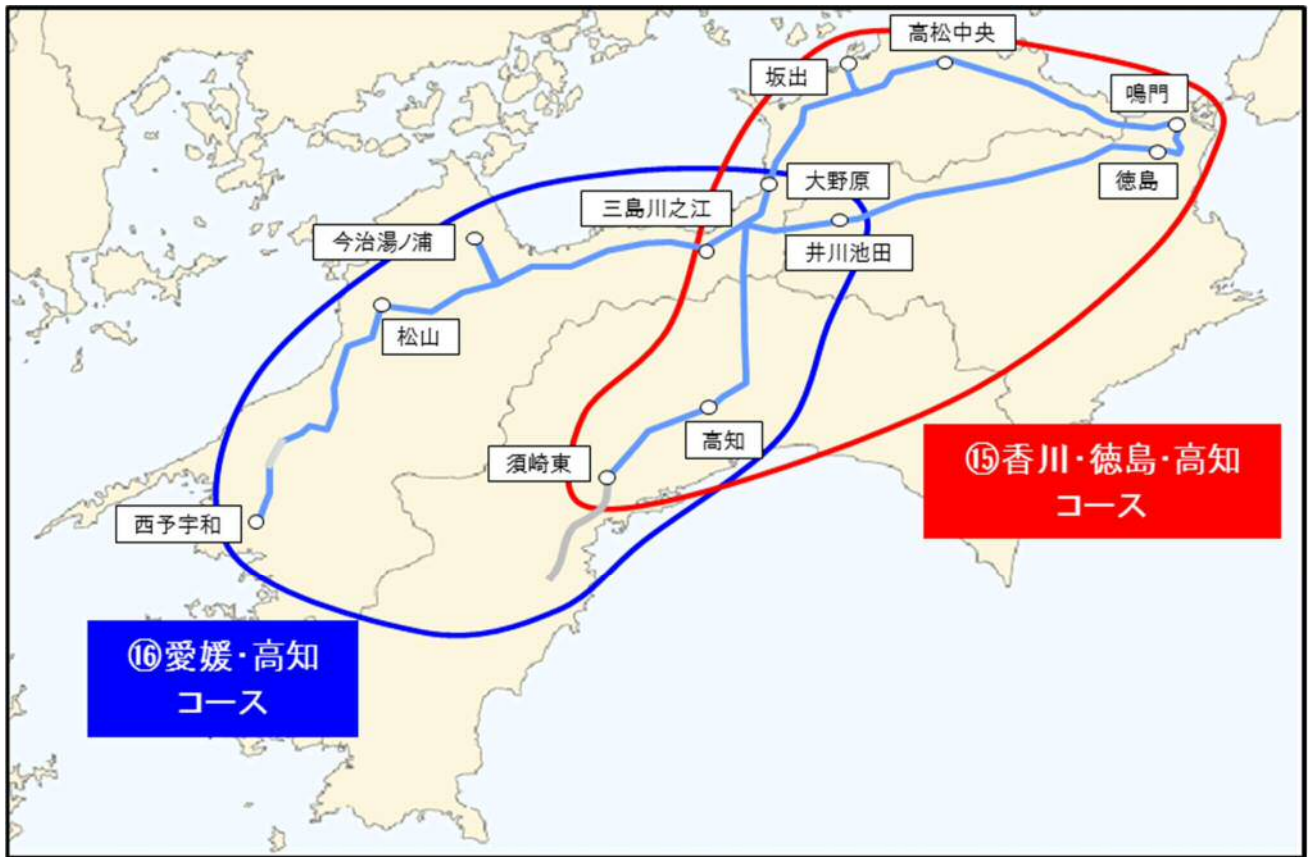 高松中央
坂出
鳴門
大野原
徳島
三島川之江
今治湯ノ浦
井川池田
松山
高知
須崎東
⑮香川・徳島・高知
コース
西予宇和
⑯愛媛・高知
コース